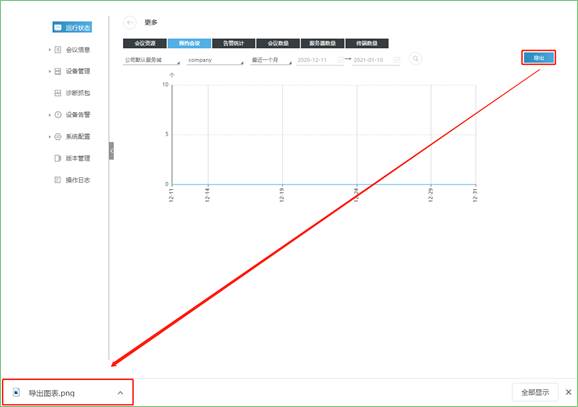 运行状态
会议信息
设备管理
诊断抓包
设备告警
系统配置
版本管理
操作日志
更多
会议资源 预约会议 告警统计 会议数量 服务器数量 终端数量
公司默认服务域 company 最近一个月 2020-12-11 2021-01-10
导出
个
10
5
0
12-11 12-14 12-19 12-24 12-29 12-31
导出图表.png
全部显示